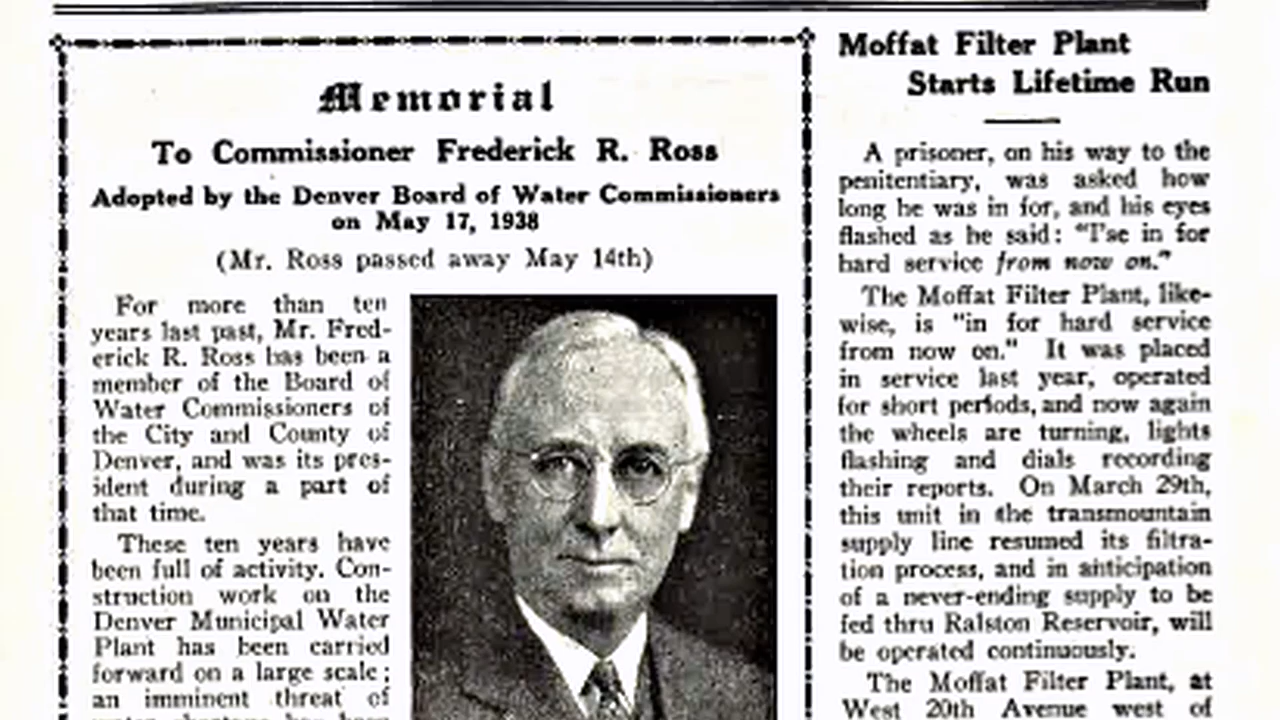 Memorial
To Commissioner Frederick R. Ross
Adopted by the Denver Board of Water Commissioners
on May 17, 1938
(Mr. Ross passed away May 14th)
For more than ten
years last past, Mr. Fred-
erick R. Ross has been a
member of the Board of
Water Commissioners of
the City and County of
Denver, and was its pres-
ident during a part of
that time.
These ten years have
been full of activity. Con-
struction work on the
Denver Municipal Water
Plant has been carried
forward on a large scale;
an imminent threat of
Moffat Filter Plant
Starts Lifetime Run
A prisoner, on his way to the
penitentiary, was asked how
long he was in for, and his eyes
flashed as he said: "I'se in for
hard service from now on."
The Moffat Filter Plant, like-
wise, is "in for hard service
from now on." It was placed
in service last year, operated
for short periods, and now again
the wheels are turning, lights
flashing and dials recording
their reports. On March 29th,
this unit in the transmountain
supply line resumed its filtra-
tion process, and in anticipation
of a never-ending supply to be
fed thru Ralston Reservoir, will
be operated continuously.
The Moffat Filter Plant, at
West 20th Avenue west of